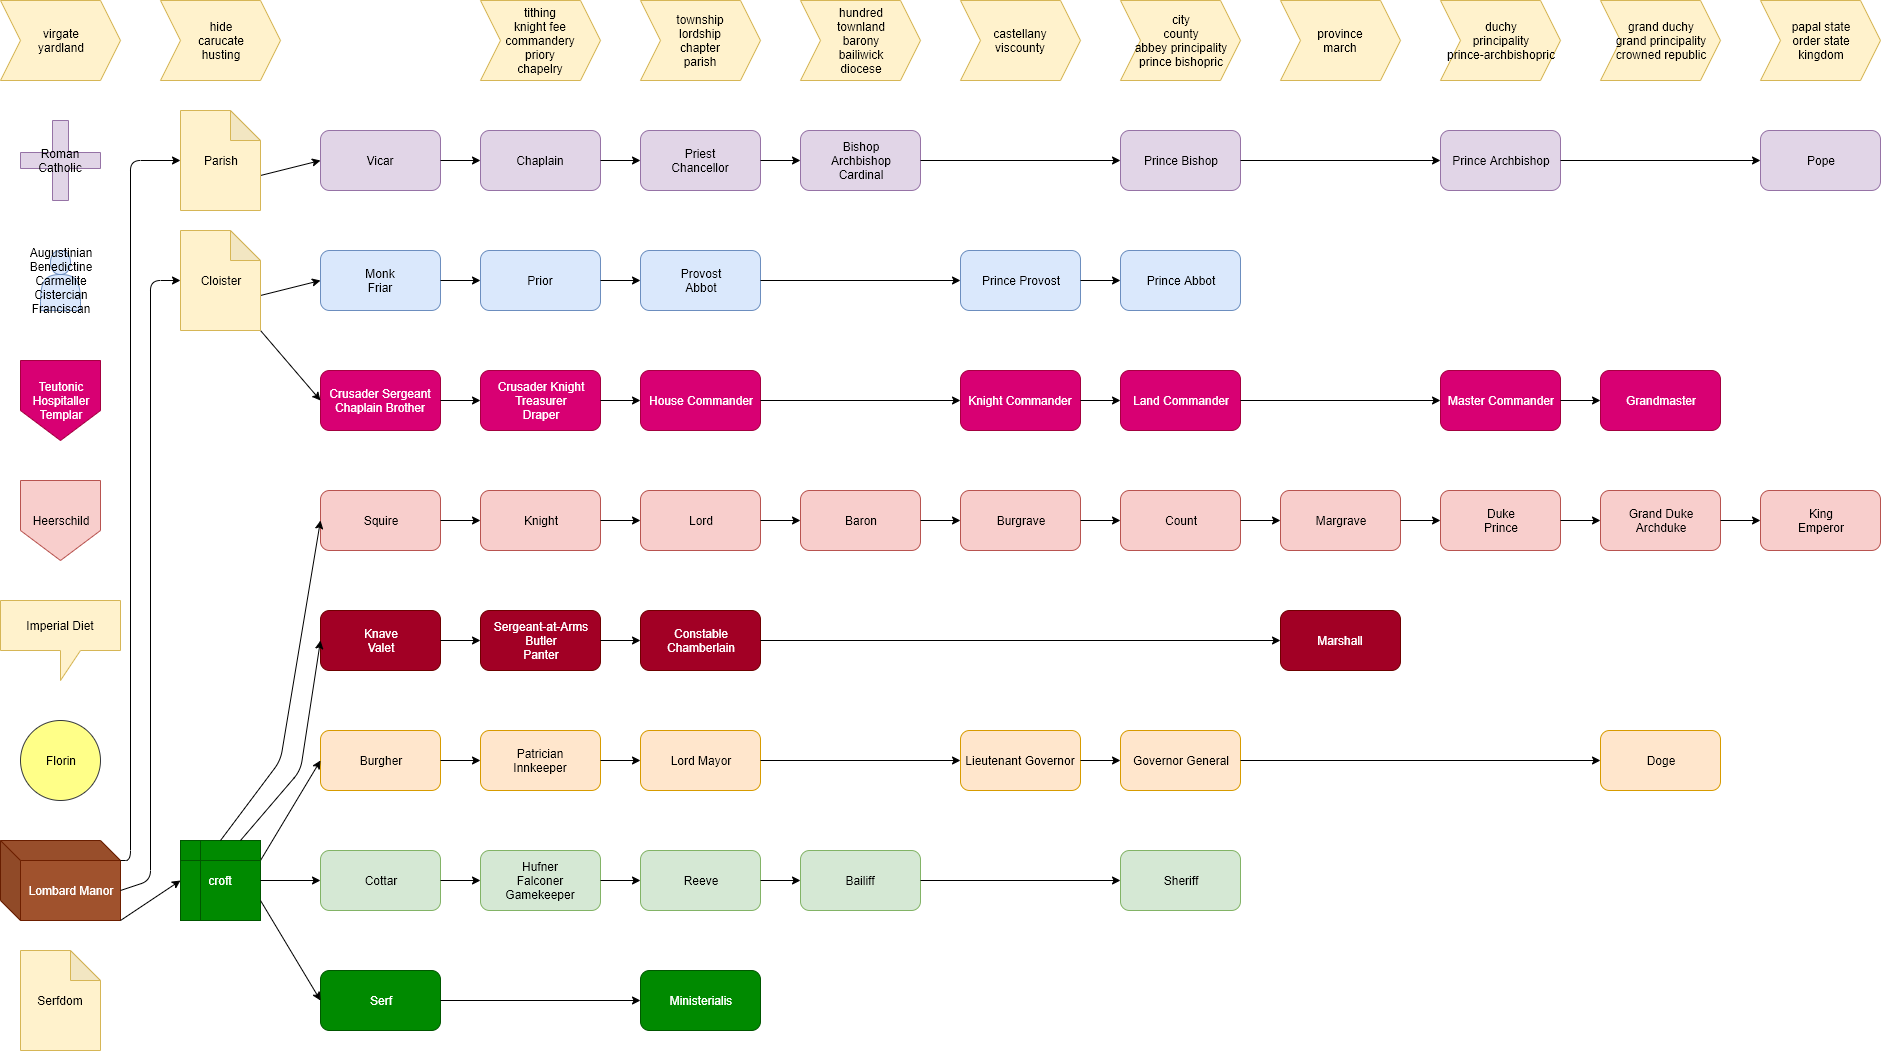 virgate
yardland
hide
carucate
husting
tithing
knight fee
commandery
priory
chapelry
township
lordship
chapter
parish
hundred
townland
barony
bailiwick
diocese
castellany
viscounty
city
county
abbey principality
prince bishopric
province
march
duchy
principality
prince-archbishopric
grand duchy
grand principality
crowned republic
papal state
order state
kingdom
Roman
Catholic
Parish
Vicar
Chaplain
Priest
Chancellor
Bishop
Archbishop
Cardinal
Prince Bishop
Prince Archbishop
Pope
Augustinian
Benedictine
Carmelite
Cistercian
Franciscan
Cloister
Monk
Friar
Prior
Provost
Abbot
Prince Provost
Prince Abbot
Teutonic
Hospitaller
Templar
Crusader Sergeant
Chaplain Brother
Crusader Knight
Treasurer
Draper
House Commander
Knight Commander
Land Commander
Master Commander
Grandmaster
Heerschild
Squire
Knight
Lord
Baron
Burgrave
Count
Margrave
Duke
Prince
Grand Duke
Archduke
King
Emperor
Imperial Diet
Knave
Valet
Sergeant-at-Arms
Butler
Panter
Constable
Chamberlain
Marshall
Florin
Burgher
Patrician
Innkeeper
Lord Mayor
Lieutenant Governor
Governor General
Doge
Lombard Manor
croft
Cottar
Hufner
Falconer
Gamekeeper
Reeve
Bailiff
Sheriff
Serfdom
Serf
Ministerialis